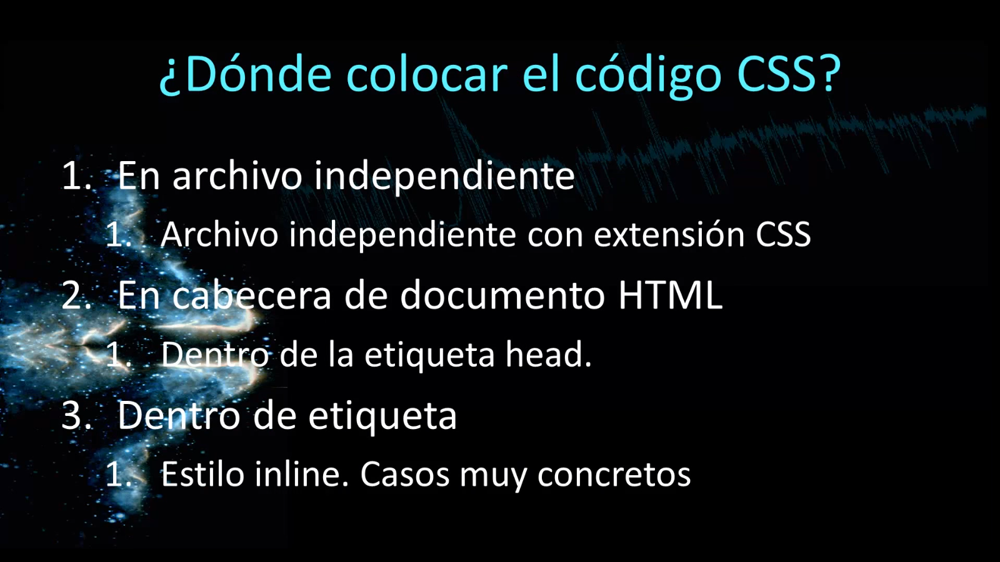 ¿Dónde colocar el código CSS?
1. En archivo independiente
1. Archivo independiente con extensión CSS
2. En cabecera de documento HTML
1. Dentro de la etiqueta head.
3. Dentro de etiqueta
1. Estilo inline. Casos muy concretos